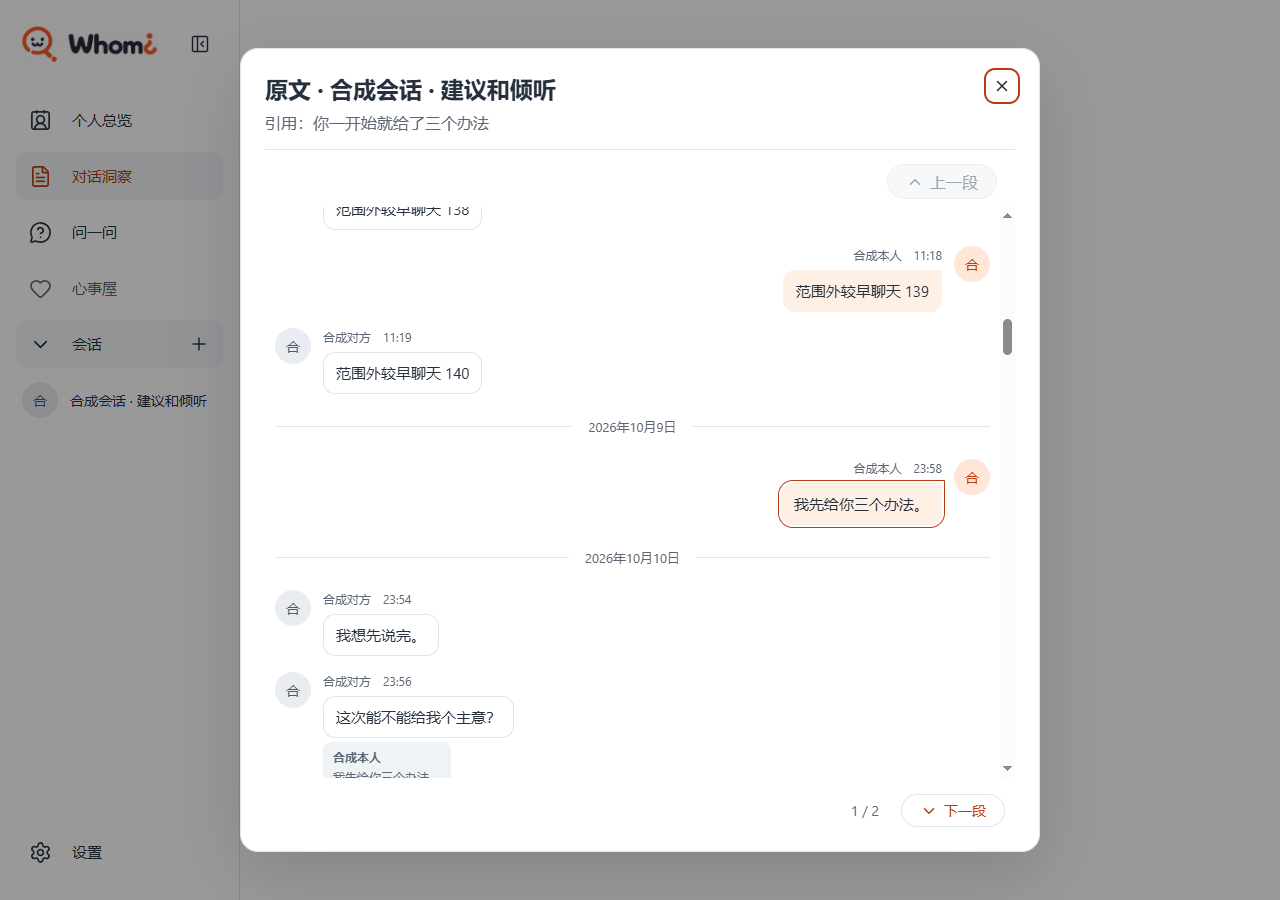 Whomi
个人总览
对话洞察
问一问
心事屋
会话
合
合成会话 · 建议和倾听
设置
原文 · 合成会话 · 建议和倾听
引用：你一开始就给了三个办法
上一段
范围外较早聊天 138
合成本人 11:18
合
范围外较早聊天 139
合成对方 11:19
合
范围外较早聊天 140
2026年10月9日
合成本人 23:58
合
我先给你三个办法。
2026年10月10日
合成对方 23:54
合
我想先说完。
合成对方 23:56
合
这次能不能给我个主意？
合成本人
我先给你三个办法
1 / 2
下一段